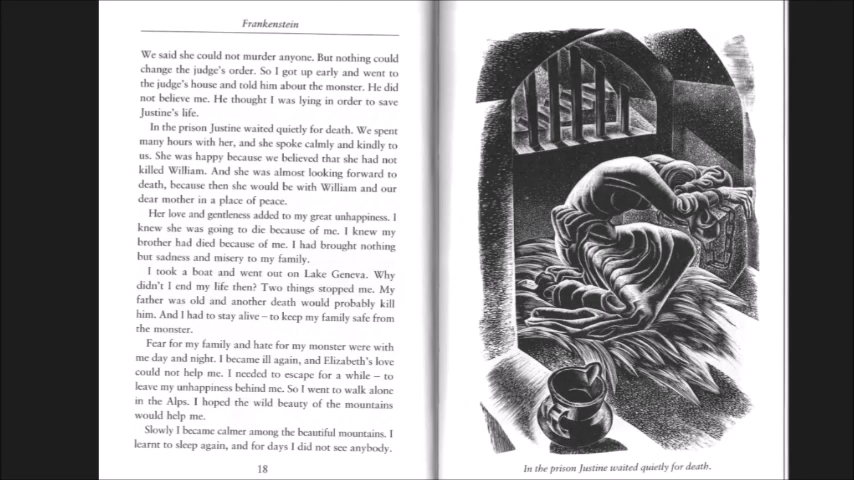 Frankenstein
We said she could not murder anyone. But nothing could
change the judge's order. So I got up early and went to
the judge's house and told him about the monster. He did
not believe me. He thought I was lying in order to save
Justine's life.
In the prison Justine waited quietly for death. We spent
many hours with her, and she spoke calmly and kindly to
us. She was happy because we believed that she had not
killed William. And she was almost looking forward to
death, because then she would be with William and our
dear mother in a place of peace.
Her love and gentleness added to my great unhappiness. I
knew she was going to die because of me. I knew my
brother had died because of me. I had brought nothing
but sadness and misery to my family.
I took a boat and went out on Lake Geneva. Why
didn't I end my life then? Two things stopped me. My
father was old and another death would probably kill
him. And I had to stay alive – to keep my family safe from
the monster.
Fear for my family and hate for my monster were with
me day and night. I became ill again, and Elizabeth's love
could not help me. I needed to escape for a while – to
leave my unhappiness behind me. So I went to walk alone
in the Alps. I hoped the wild beauty of the mountains
would help me.
Slowly I became calmer among the beautiful mountains. I
learnt to sleep again, and for days I did not see anybody.
18
In the prison Justine waited quietly for death.